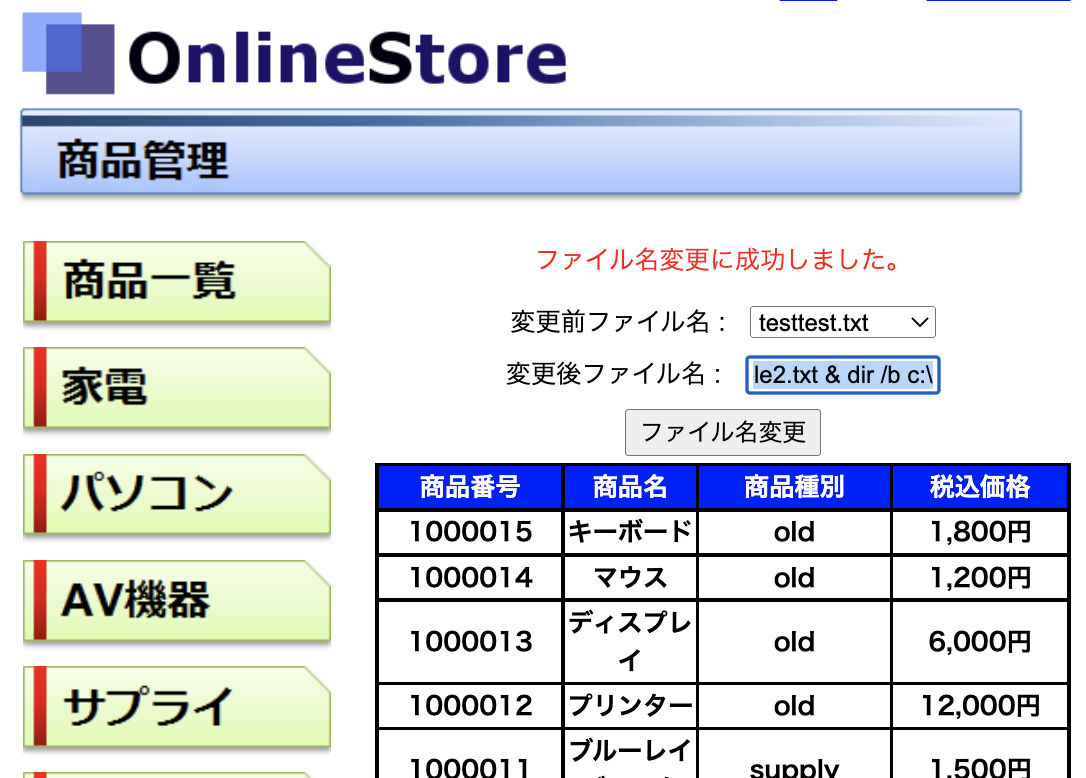 OnlineStore
商品管理
商品一覧
家電
パソコン
AV機器
サプライ
ファイル名変更に成功しました。
変更前ファイル名： testtest.txt
変更後ファイル名： le2.txt & dir /b c:\
ファイル名変更
商品番号 商品名 商品種別 税込価格
1000015 キーボード old 1,800円
1000014 マウス old 1,200円
1000013 ディスプレイ old 6,000円
1000012 プリンター old 12,000円
1000011 ブルーレイ supply 1,500円